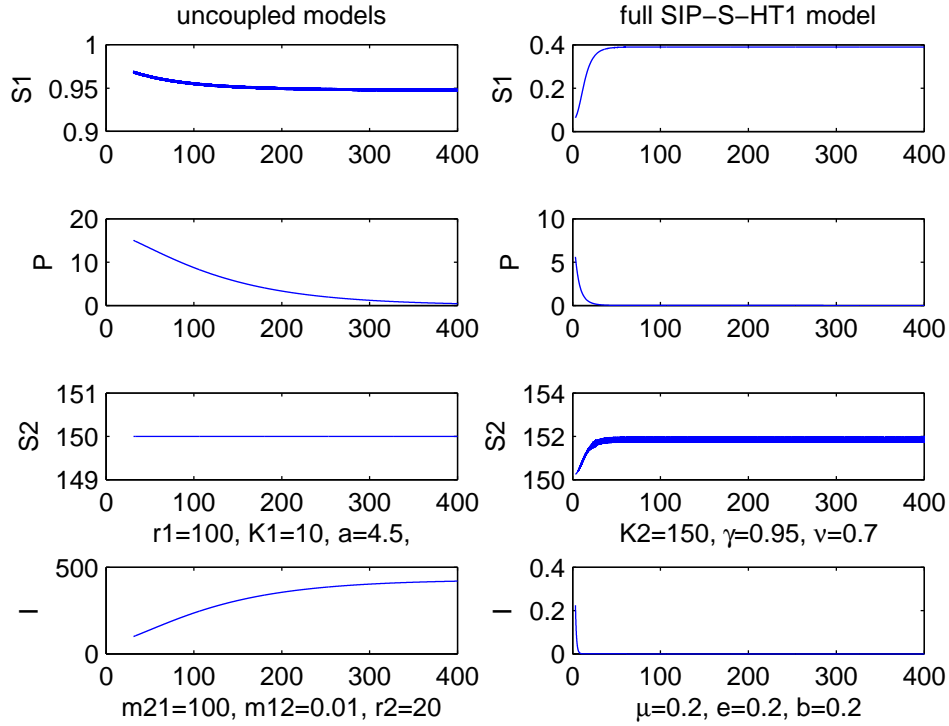 uncoupled models
full SIP−S−HT1 model
1
0.95
0.9
S1
0 100 200 300 400
0.4
0.2
0
S1
0 100 200 300 400
20
10
0
P
0 100 200 300 400
10
5
0
P
0 100 200 300 400
151
150
149
S2
0 100 200 300 400
r1=100, K1=10, a=4.5,
154
152
150
S2
0 100 200 300 400
K2=150, γ=0.95, ν=0.7
500
0
I
0 100 200 300 400
m21=100, m12=0.01, r2=20
0.4
0.2
0
I
0 100 200 300 400
μ=0.2, e=0.2, b=0.2